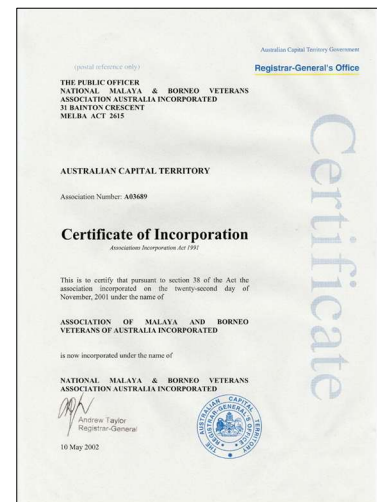 Australian Capital Territory Government
(postal reference only)
Registrar-General's Office
THE PUBLIC OFFICER
NATIONAL MALAYA & BORNEO VETERANS
ASSOCIATION AUSTRALIA INCORPORATED
31 BAINTON CRESCENT
MELBA ACT 2615
Certificate
AUSTRALIAN CAPITAL TERRITORY
Association Number: A03689
Certificate of Incorporation
Associations Incorporation Act 1991
This is to certify that pursuant to section 38 of the Act the
association incorporated on the twenty-second day of
November, 2001 under the name of
ASSOCIATION OF MALAYA AND BORNEO
VETERANS OF AUSTRALIA INCORPORATED
is now incorporated under the name of
NATIONAL MALAYA & BORNEO VETERANS
ASSOCIATION AUSTRALIA INCORPORATED
Andrew Taylor
Registrar-General
10 May 2002
AUSTRALIAN CAPITAL TERRITORY
THE REGISTRAR-GENERAL'S OFFICE